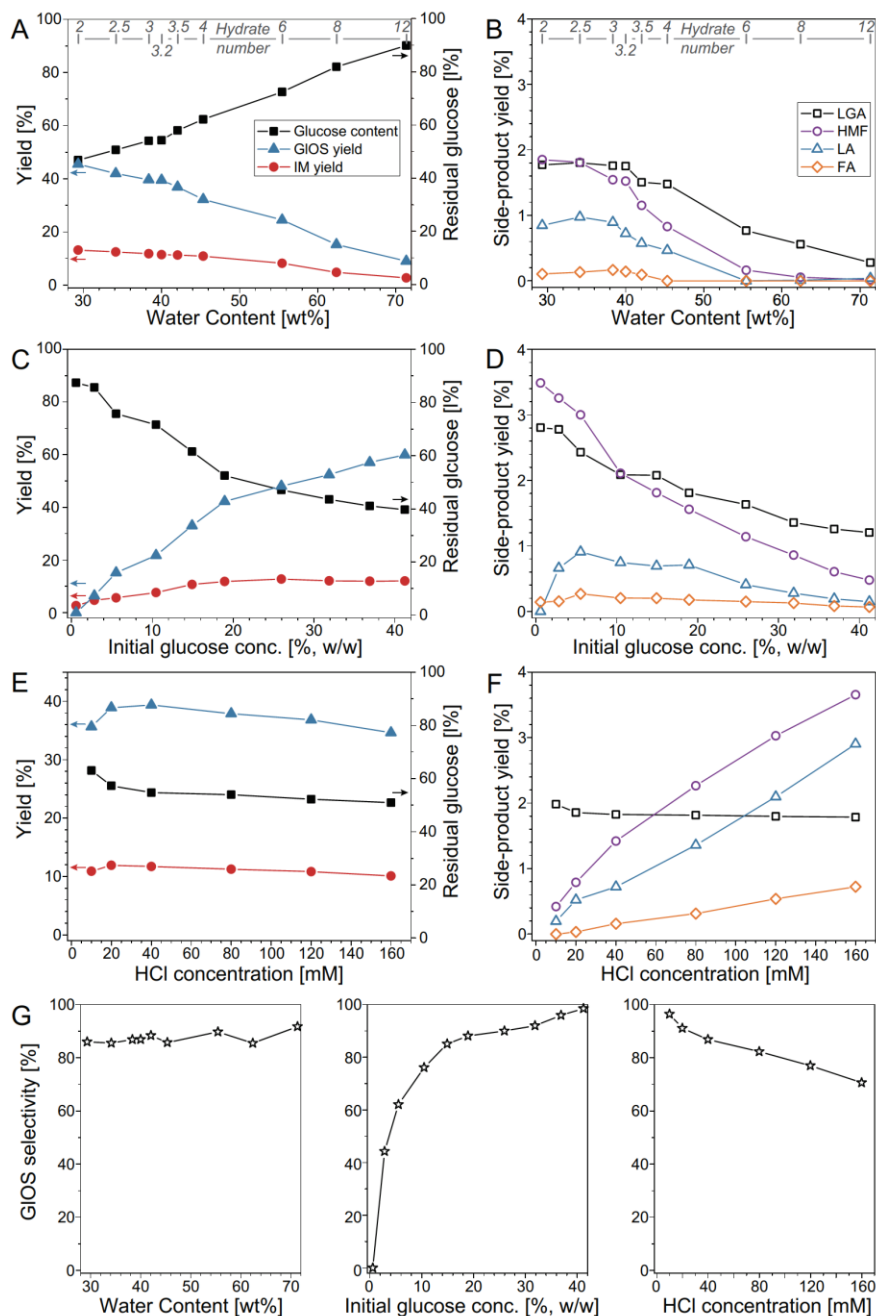 A
2 2.5 3 3.5 4 Hydrate 6 8 12
3.2 number
100
80
60
40
20
0
Yield [%]
Glucose content
GlOS yield
IM yield
100
80
60
40
20
0
Residual glucose [l%]
30 40 50 60 70
Water Content [wt%]
B
2 2.5 3 3.5 4 Hydrate 6 8 12
3.2 number
4
3
2
1
0
Side-product yield [%]
LGA
HMF
LA
FA
30 40 50 60 70
Water Content [wt%]
C
100
80
60
40
20
0
Yield [%]
100
80
60
40
20
0
Residual glcuose [l%]
0 10 20 30 40
Initial glucose conc. [%, w/w]
D
4
3
2
1
0
Side-product yield [%]
0 10 20 30 40
Initial glucose conc. [%, w/w]
E
40
30
20
10
0
Yield [%]
100
80
60
40
20
0
Residual glucose [l%]
0 20 40 60 80 100 120 140 160
HCl concentration [mM]
F
4
3
2
1
0
Side-product yield [%]
0 20 40 60 80 100 120 140 160
HCl concentration [mM]
G
100
80
60
40
20
0
GlOS selectivity [%]
30 40 50 60 70
Water Content [wt%]
100
80
60
40
20
0
0 10 20 30 40
Initial glucose conc. [%, w/w]
100
80
60
40
20
0
0 40 80 120 160
HCl concentration [mM]